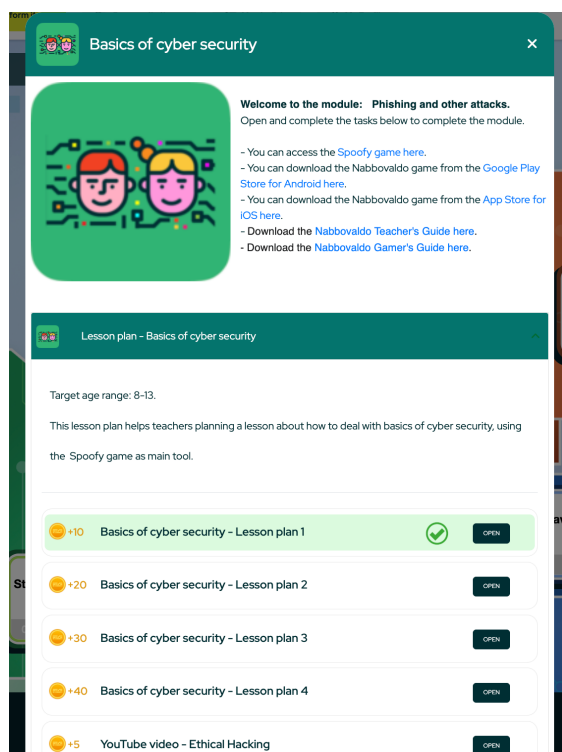 form i
Basics of cyber security
×
Welcome to the module: Phishing and other attacks.
Open and complete the tasks below to complete the module.
- You can access the Spoofy game here.
- You can download the Nabbovaldo game from the Google Play
Store for Android here.
- You can download the Nabbovaldo game from the App Store for
iOS here.
- Download the Nabbovaldo Teacher's Guide here.
- Download the Nabbovaldo Gamer's Guide here.
Lesson plan - Basics of cyber security
Target age range: 8-13.
This lesson plan helps teachers planning a lesson about how to deal with basics of cyber security, using
the Spoofy game as main tool.
+10 Basics of cyber security - Lesson plan 1 OPEN
+20 Basics of cyber security - Lesson plan 2 OPEN
St
+30 Basics of cyber security - Lesson plan 3 OPEN
+40 Basics of cyber security - Lesson plan 4 OPEN
+5 YouTube video - Ethical Hacking OPEN